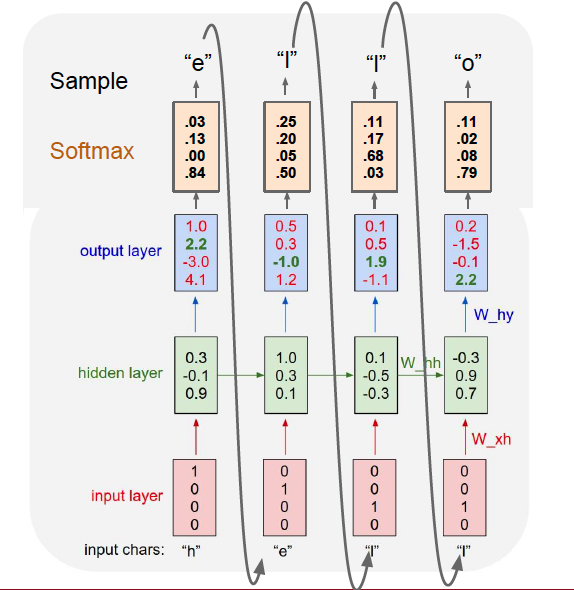 "e" "l" "l" "o"
Sample
.03 .25 .11 .11
.13 .20 .17 .02
Softmax
.00 .05 .68 .08
.84 .50 .03 .79
1.0 0.5 0.1 0.2
2.2 0.3 0.5 -1.5
output layer
-3.0 -1.0 1.9 -0.1
4.1 1.2 -1.1 2.2
W_hy
0.3 1.0 0.1 W_hh -0.3
hidden layer -0.1 0.3 -0.5 0.9
0.9 0.1 -0.3 0.7
W_xh
1 0 0 0
0 1 0 0
input layer
0 0 1 1
0 0 0 0
input chars: "h" "e" "l" "l"